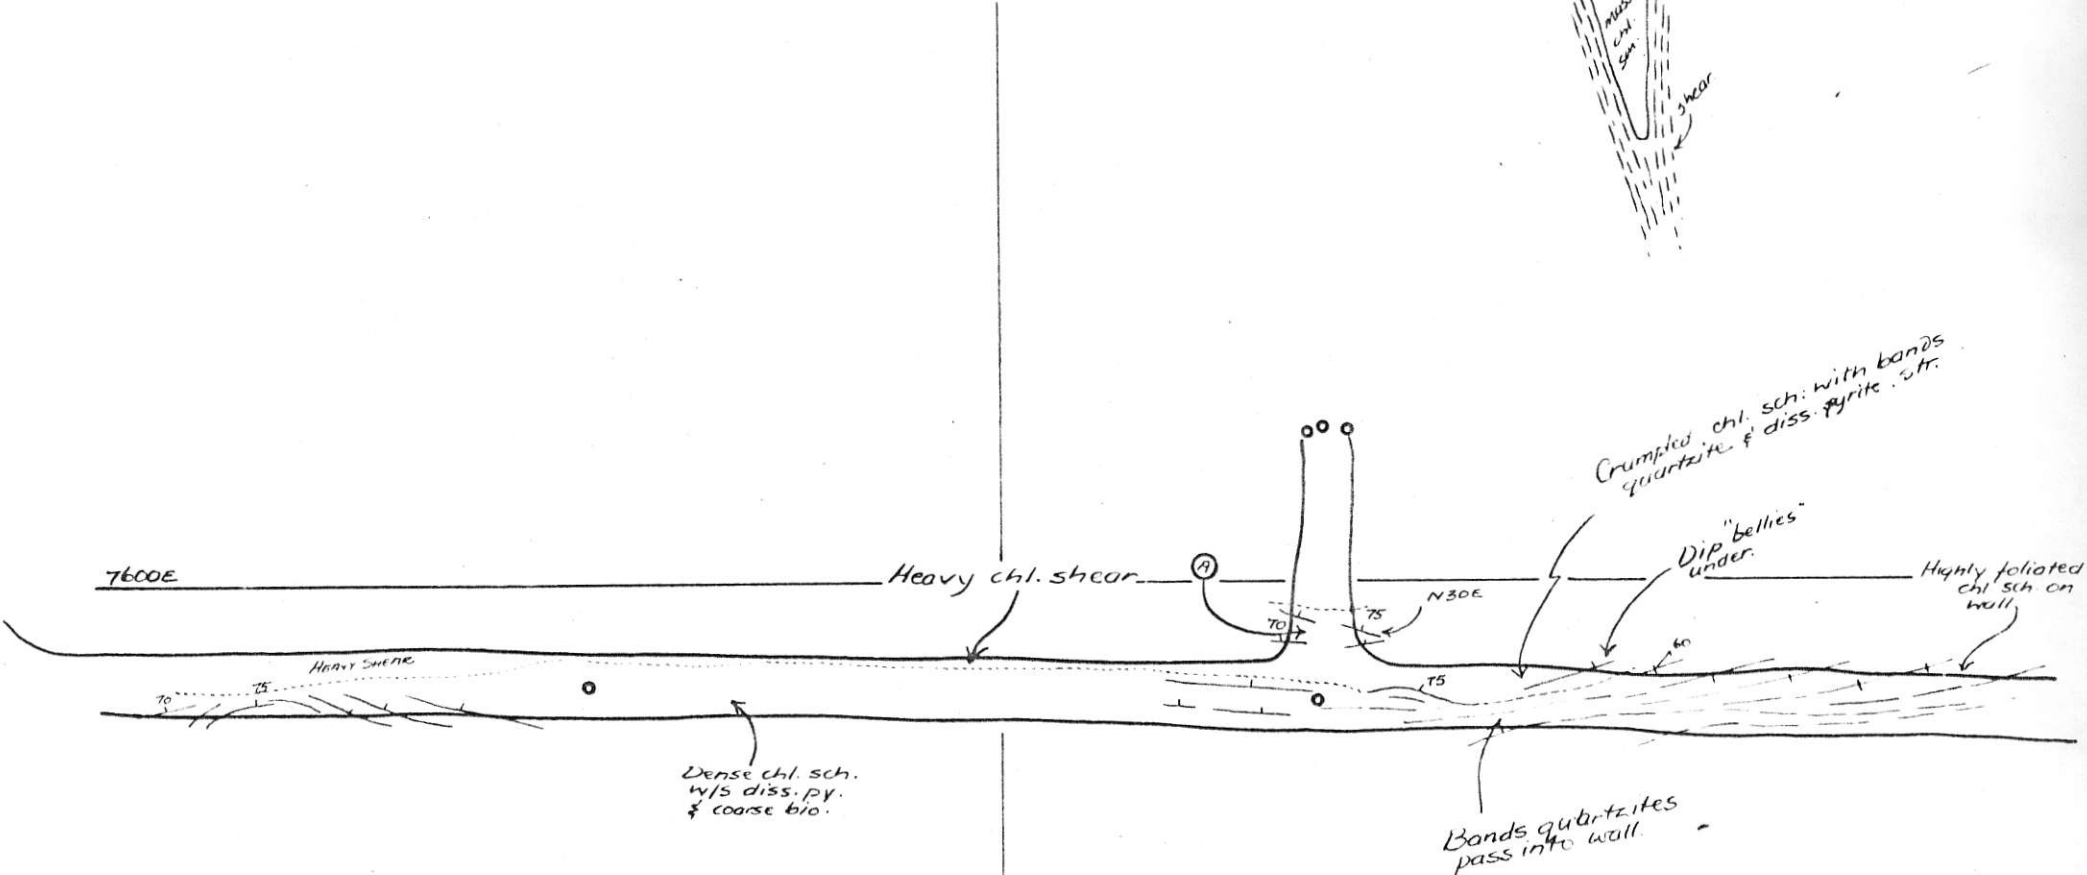 chl.
shear
Crumpled chl. sch. with bands
quartzite & diss. pyrite. str.
Dip "bellies"
under.
7600E
Heavy chl. shear
A
Highly foliated
chl sch. on
wall
N30E
70
75
60
HEAVY SHEAR
75
70
75
Dense chl. sch.
w/s diss. py.
& coarse bio.
Bands quartzites
pass into wall.